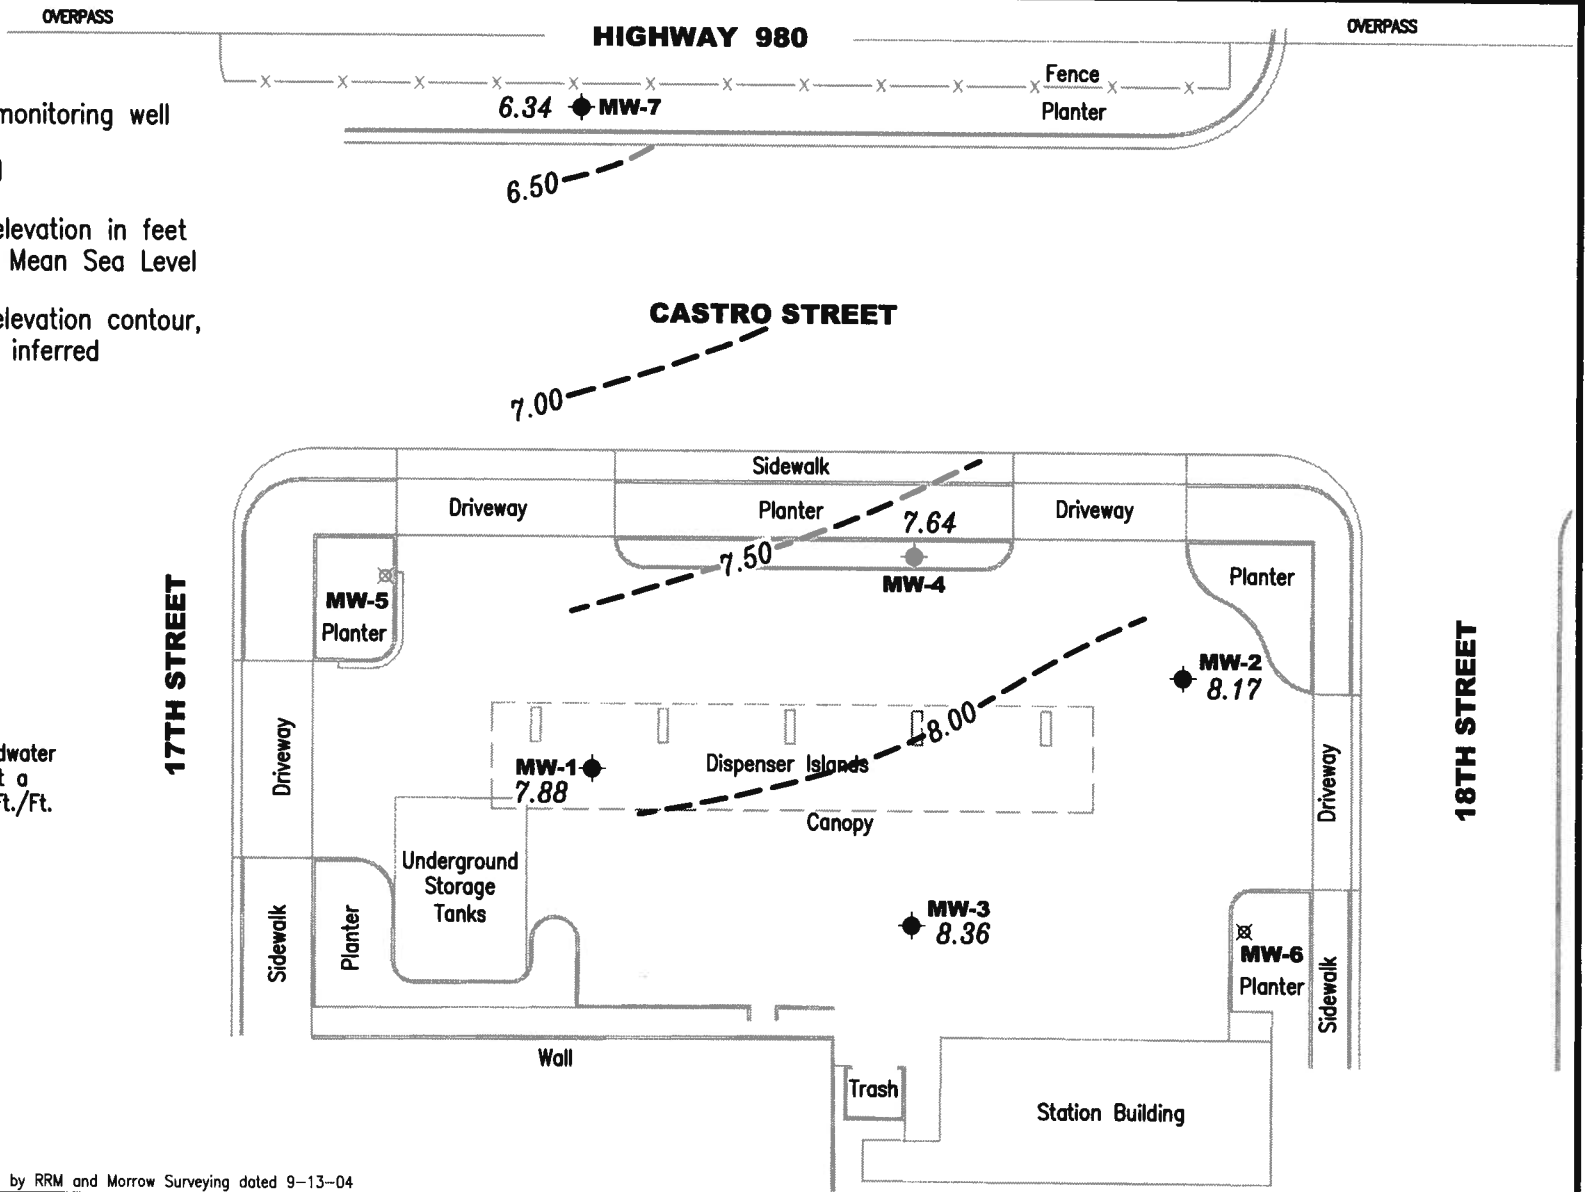 OVERPASS
HIGHWAY 980
OVERPASS
Fence
6.34 MW-7
Planter
monitoring well
6.50
elevation in feet
Mean Sea Level
CASTRO STREET
elevation contour,
inferred
7.00
Sidewalk
Driveway
Planter
7.64
Driveway
7.50
MW-4
Planter
MW-5
Planter
17TH STREET
18TH STREET
MW-2
8.17
8.00
Driveway
dwater
t a
Ft./Ft.
MW-1
7.88
Dispenser Islands
Canopy
Driveway
Underground
Storage
Tanks
Sidewalk
Planter
MW-3
8.36
MW-6
Planter
Sidewalk
Wall
Trash
Station Building
by RRM and Morrow Surveying dated 9-13-04